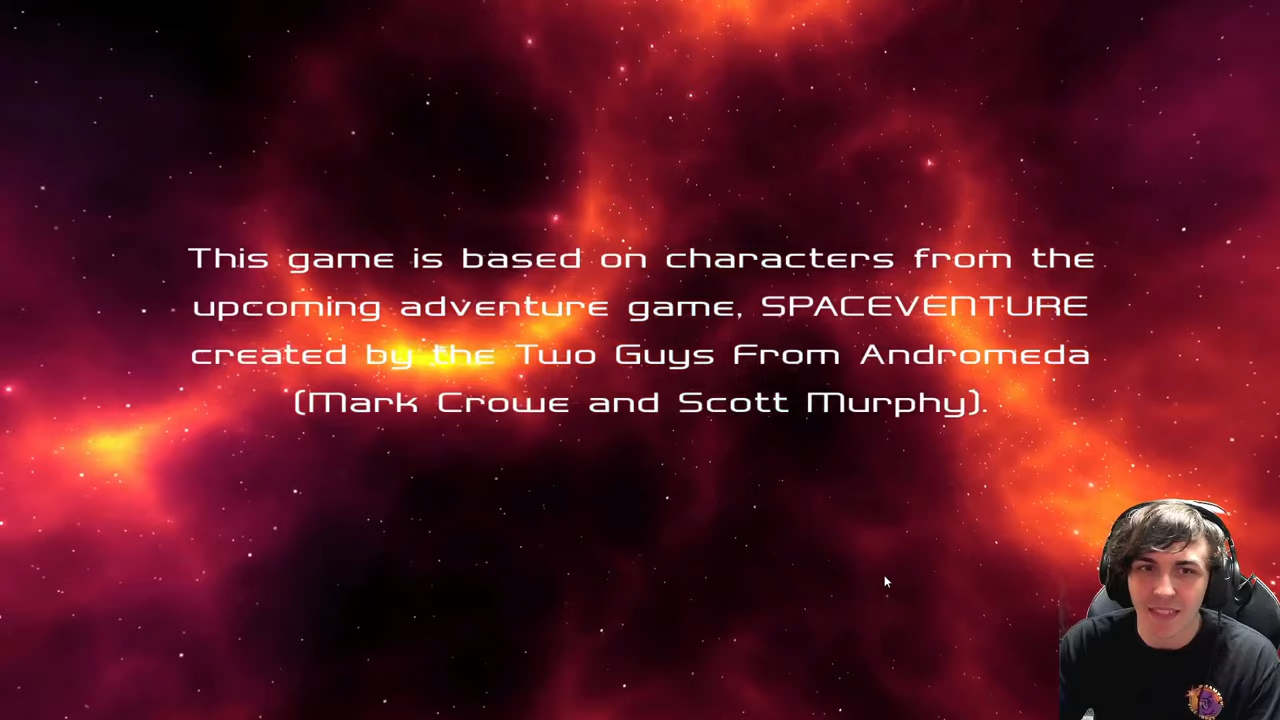 This game is based on characters from the
upcoming adventure game, SPACEVENTURE
created by the Two Guys From Andromeda
(Mark Crowe and Scott Murphy).